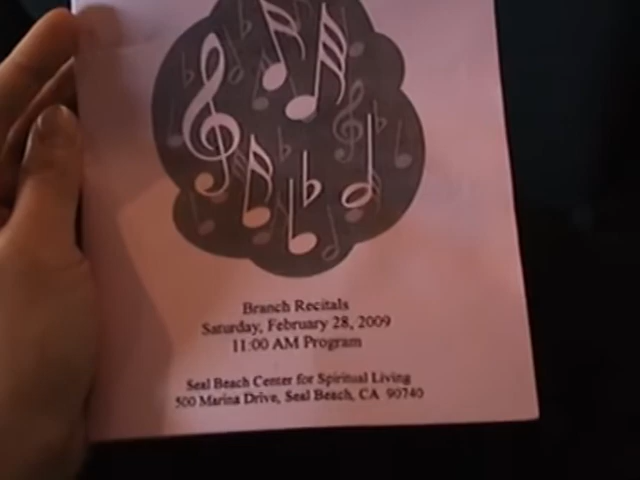 Branch Recitals
Saturday, February 28, 2009
11:00 AM Program
Seal Beach Center for Spiritual Living
500 Marina Drive, Seal Beach, CA 90740